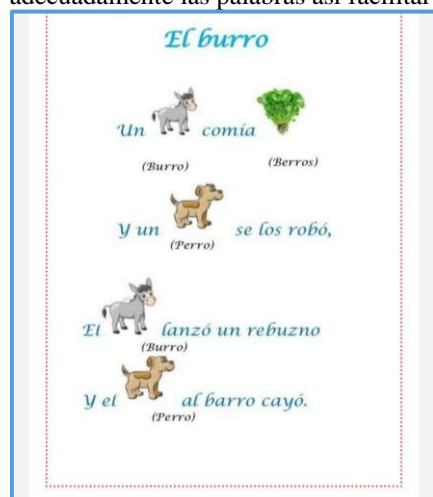 adecuadamente las palabras así facilitar
El burro
Un comía
(Burro) (Berros)
Y un se los robó,
(Perro)
El lanzó un rebuzno
(Burro)
Y el al barro cayó.
(Perro)